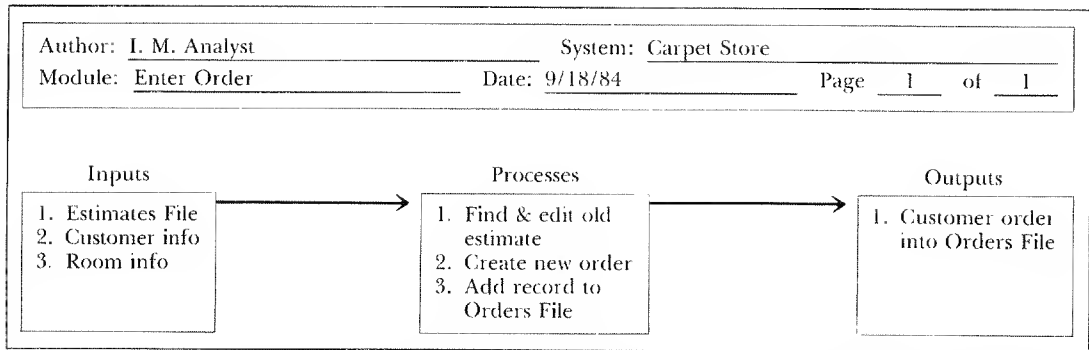 Author: I. M. Analyst System: Carpet Store
Module: Enter Order Date: 9/18/84 Page 1 of 1
Inputs
1. Estimates File
2. Customer info
3. Room info
Processes
1. Find & edit old
estimate
2. Create new order
3. Add record to
Orders File
Outputs
1. Customer order
into Orders File